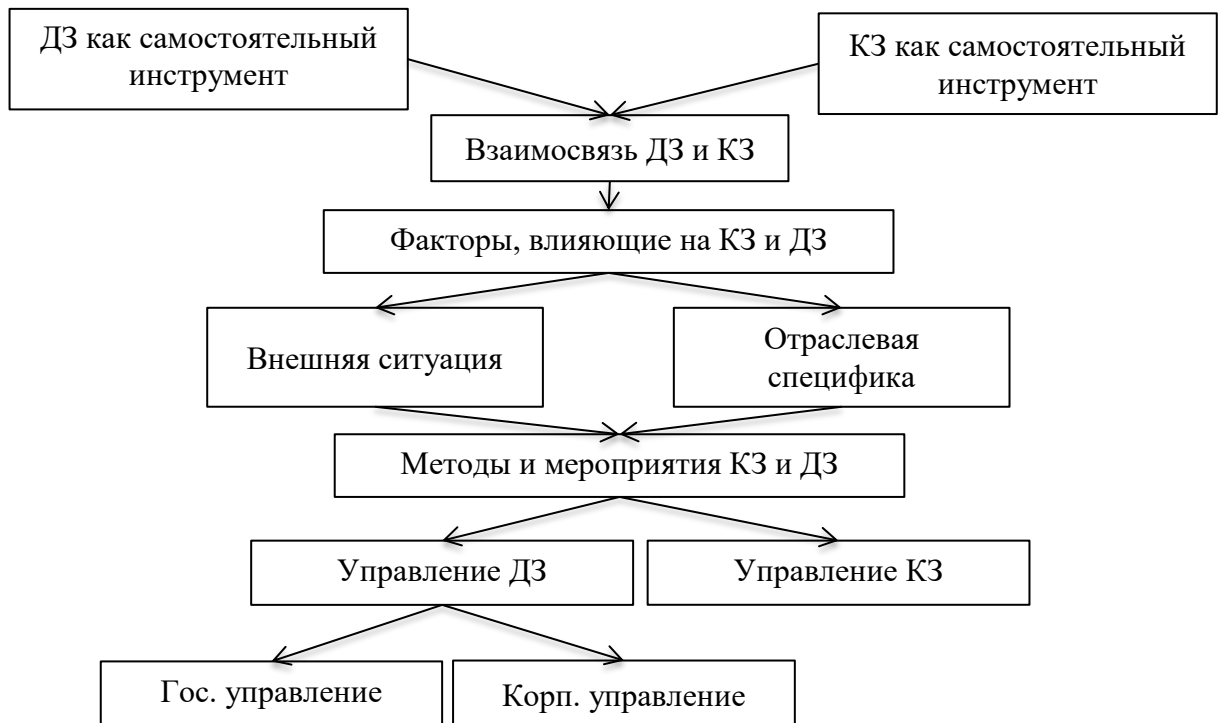 ДЗ как самостоятельный
инструмент
КЗ как самостоятельный
инструмент
Взаимосвязь ДЗ и КЗ
Факторы, влияющие на КЗ и ДЗ
Внешняя ситуация
Отраслевая
специфика
Методы и мероприятия КЗ и ДЗ
Управление ДЗ
Управление КЗ
Гос. управление
Корп. управление